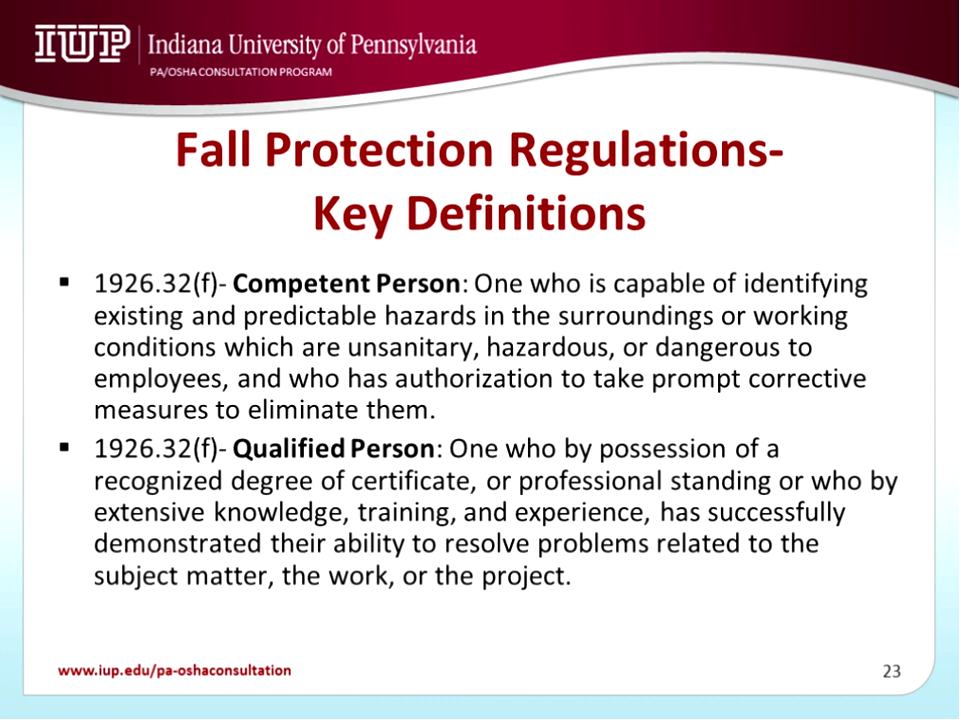 IUP Indiana University of Pennsylvania
PA/OSHA CONSULTATION PROGRAM
Fall Protection Regulations-
Key Definitions
▪ 1926.32(f)- Competent Person: One who is capable of identifying
existing and predictable hazards in the surroundings or working
conditions which are unsanitary, hazardous, or dangerous to
employees, and who has authorization to take prompt corrective
measures to eliminate them.
▪ 1926.32(f)- Qualified Person: One who by possession of a
recognized degree of certificate, or professional standing or who by
extensive knowledge, training, and experience, has successfully
demonstrated their ability to resolve problems related to the
subject matter, the work, or the project.
www.iup.edu/pa-oshaconsultation
23